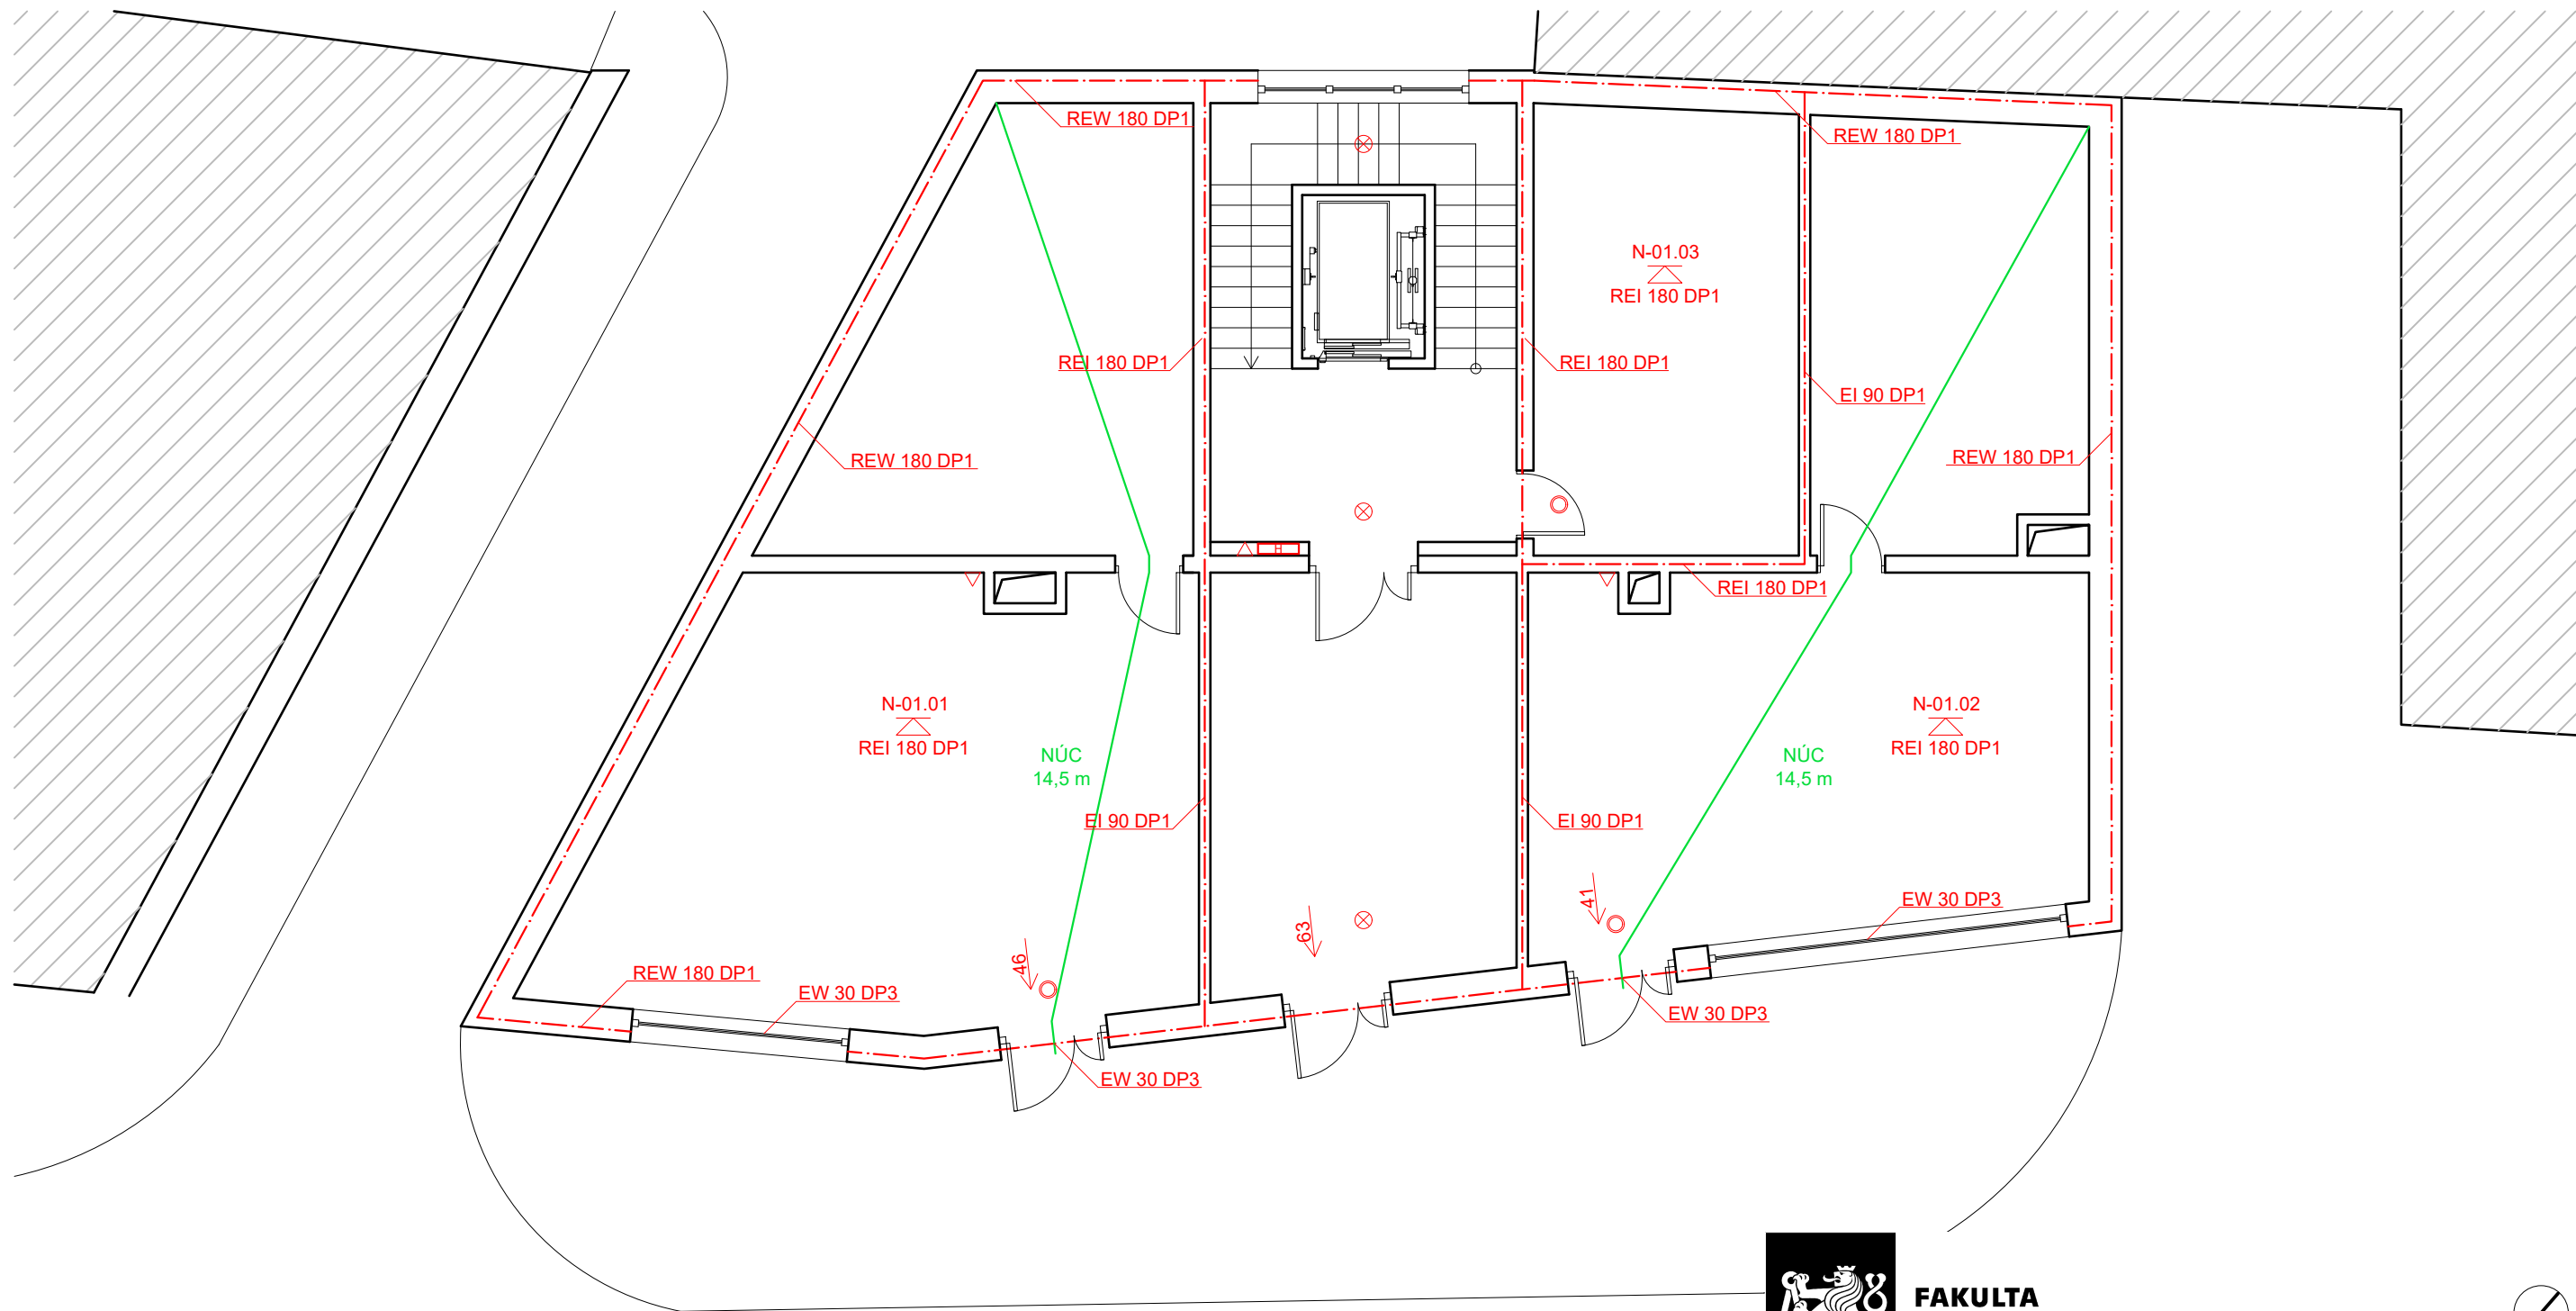 REW 180 DP1
REW 180 DP1
N-01.03
REI 180 DP1
REI 180 DP1
REI 180 DP1
EI 90 DP1
REW 180 DP1
REW 180 DP1
H
REI 180 DP1
N-01.01
REI 180 DP1
NÚC
14,5 m
N-01.02
REI 180 DP1
NÚC
14,5 m
EI 90 DP1
EI 90 DP1
41
EW 30 DP3
63
46
REW 180 DP1
EW 30 DP3
EW 30 DP3
EW 30 DP3
FAKULTA